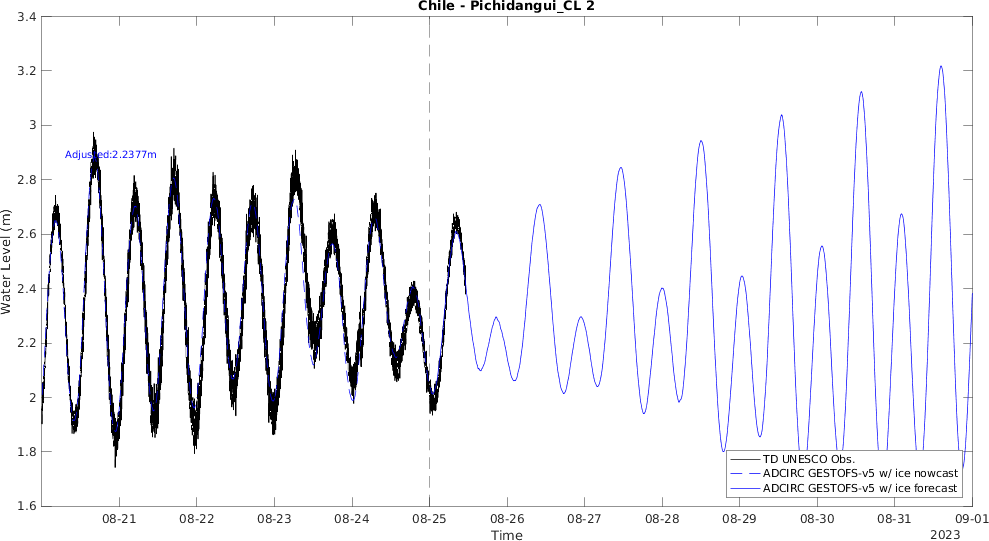 Chile - Pichidangui_CL 2
3.4
3.2
3
2.8
2.6
2.4
2.2
2
1.8
1.6
Water Level (m)
Adjusted:2.2377m
TD UNESCO Obs.
ADCIRC GESTOFS-v5 w/ ice nowcast
ADCIRC GESTOFS-v5 w/ ice forecast
08-21 08-22 08-23 08-24 08-25 08-26 08-27 08-28 08-29 08-30 08-31 09-01
Time
2023